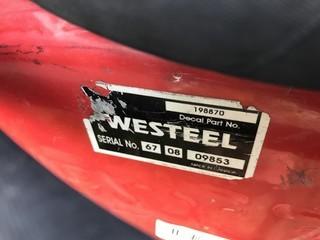 198870
Decal Part No.
WESTEEL
SERIAL No. 67 08 09853